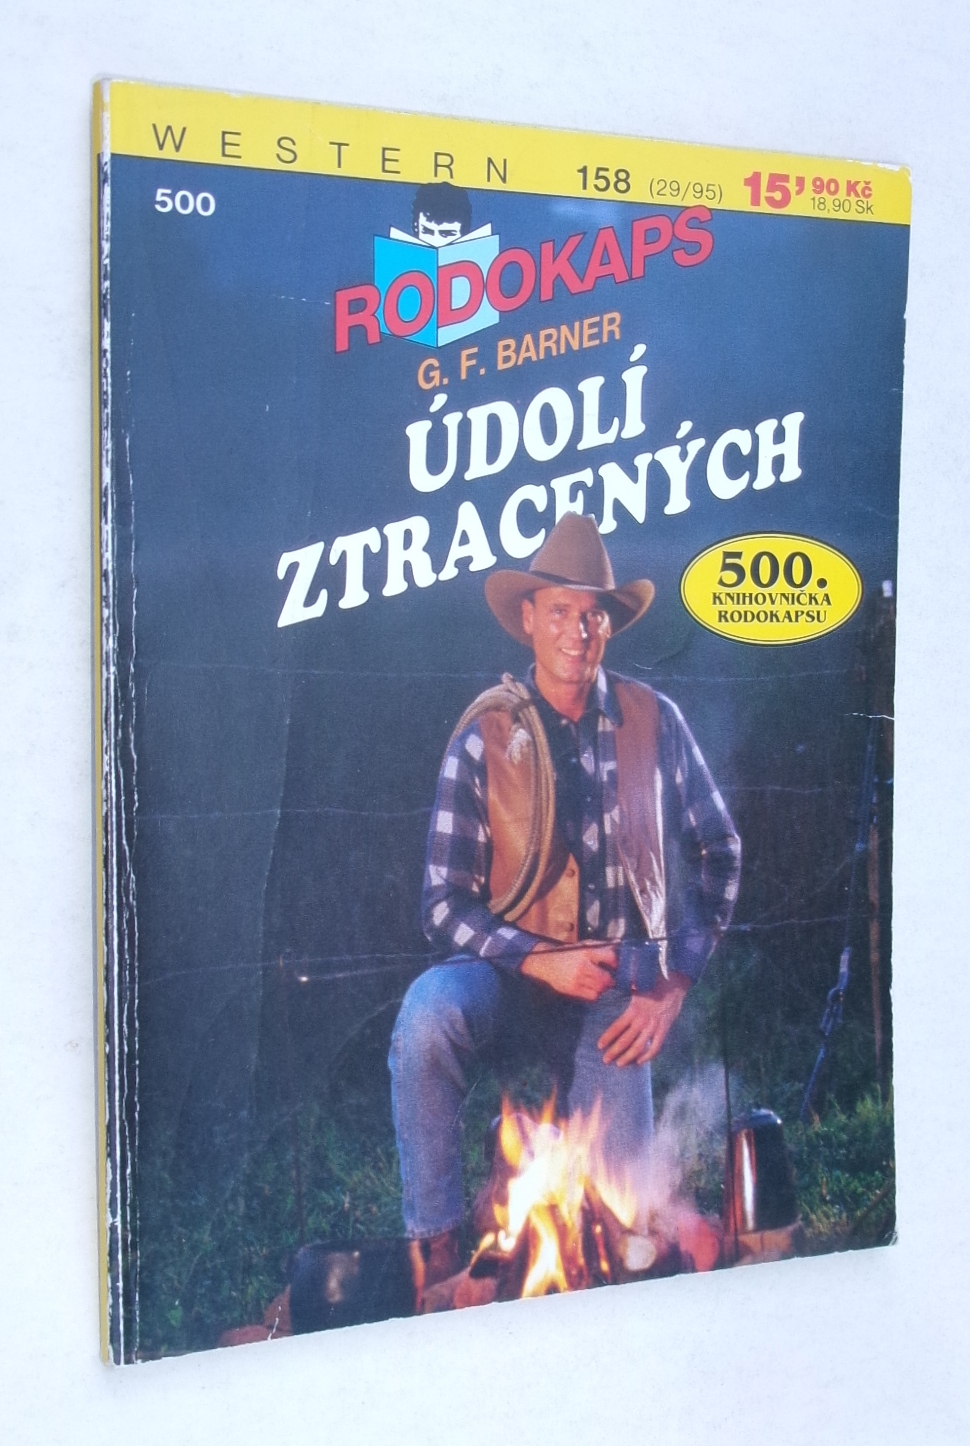 WESTERN 158 (29/95) 15,90 Kč
18,90 Sk
500
RODOKAPS
G. F. BARNER
ÚDOLÍ
ZTRACENÝCH
500.
KNIHOVNIČKA
RODOKAPSU